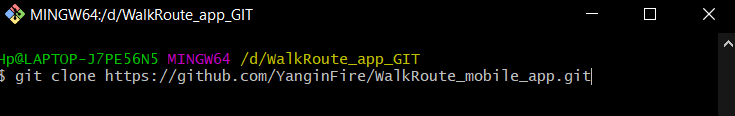 MINGW64:/d/WalkRoute_app_GIT
Hp@LAPTOP-J7PE56N5 MINGW64 /d/WalkRoute_app_GIT
$ git clone https://github.com/YanginFire/WalkRoute_mobile_app.git